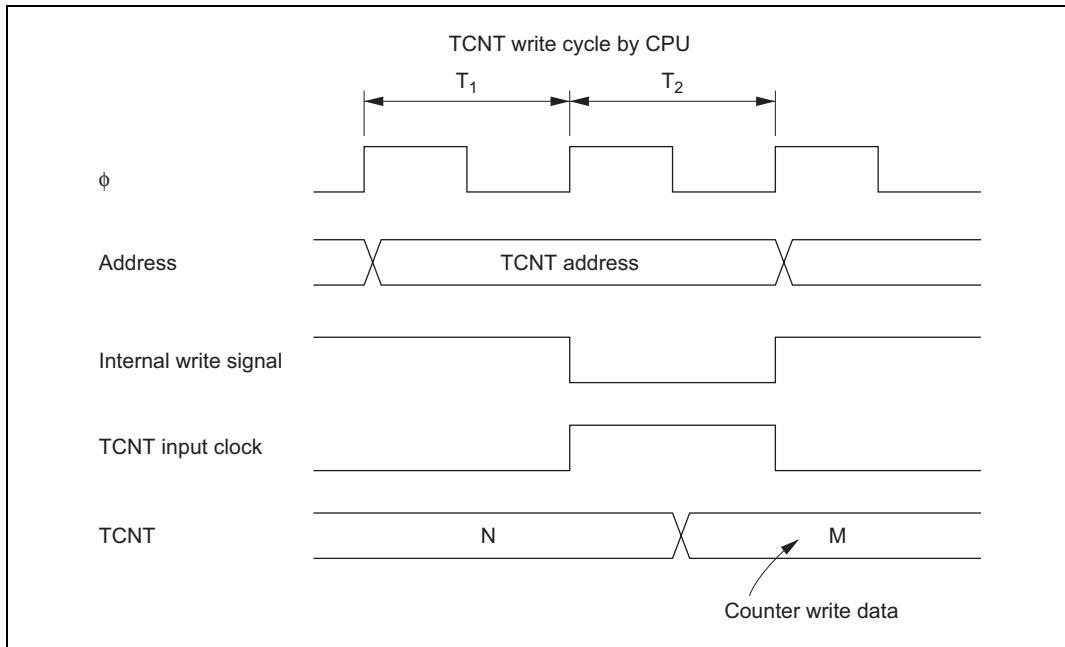 TCNT write cycle by CPU
T₁ T₂
ϕ
Address TCNT address
Internal write signal
TCNT input clock
TCNT N M
Counter write data